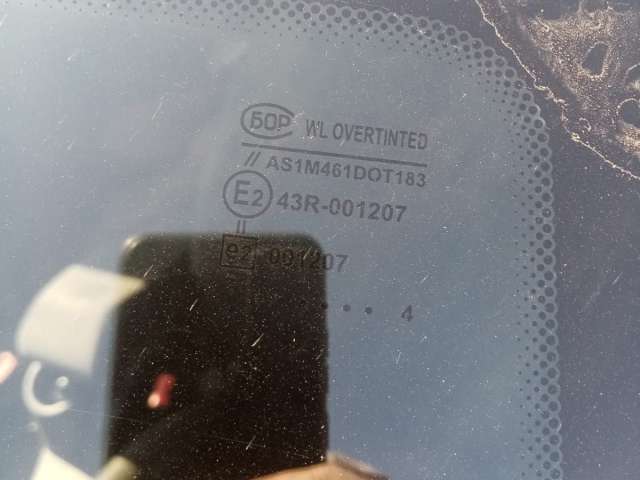 БОР WL OVERTINTED
// AS1M461DOT183
E2 43R-001207
//
e2 001207
• • • • 4